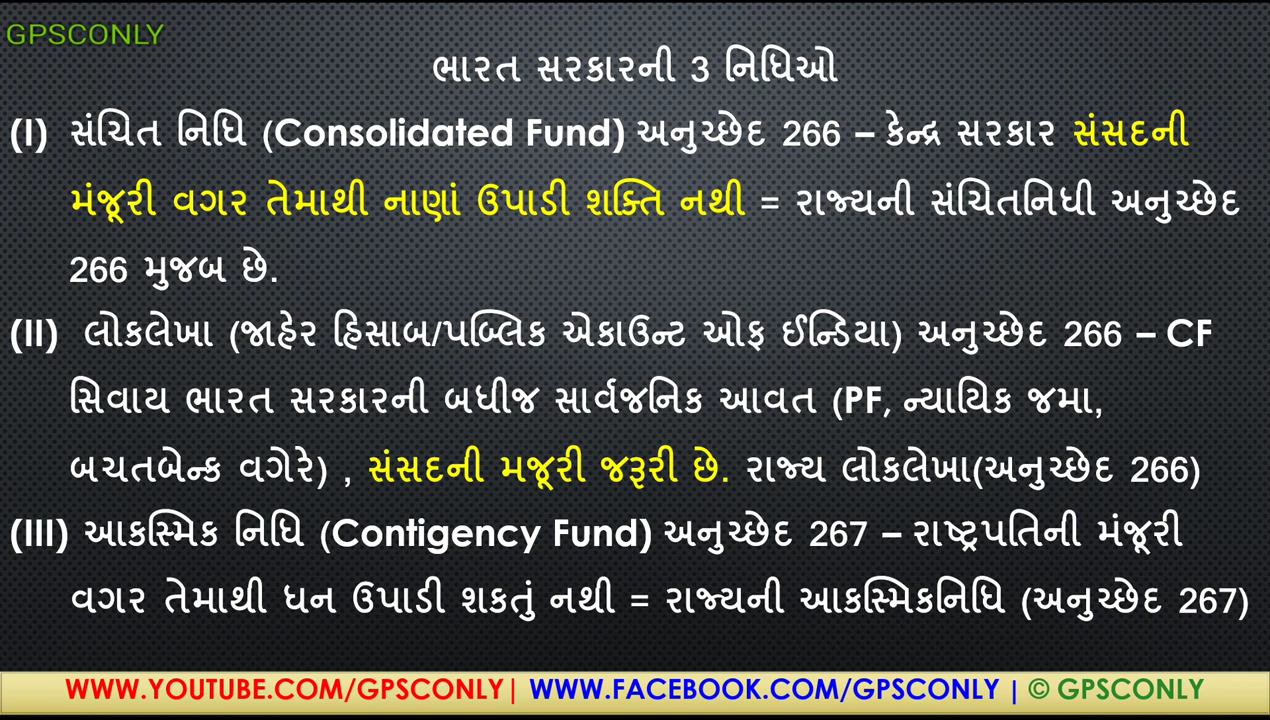 GPSCONLY
ભારત સરકારની 3 નિધિઓ
(I) સંચિત નિધિ (Consolidated Fund) અનુચ્છેદ 266 – કેન્દ્ર સરકાર સંસદની
મંજૂરી વગર તેમાથી નાણાં ઉપાડી શક્તિ નથી = રાજ્યની સંચિતનિધી અનુચ્છેદ
266 મુજબ છે.
(II) લોકલેખા (જાહેર હિસાબ/પબ્લિક એકાઉન્ટ ઓફ ઈન્ડિયા) અનુચ્છેદ 266 – CF
સિવાય ભારત સરકારની બધીજ સાર્વજનિક આવત (PF, ન્યાયિક જમા,
બચતબેન્ક વગેરે) , સંસદની મજૂરી જરૂરી છે. રાજ્ય લોકલેખા(અનુચ્છેદ 266)
(III) આકસ્મિક નિધિ (Contigency Fund) અનુચ્છેદ 267 – રાષ્ટ્રપતિની મંજૂરી
વગર તેમાથી ધન ઉપાડી શકતું નથી = રાજ્યની આકસ્મિકનિધિ (અનુચ્છેદ 267)
WWW.YOUTUBE.COM/GPSCONLY| WWW.FACEBOOK.COM/GPSCONLY | © GPSCONLY